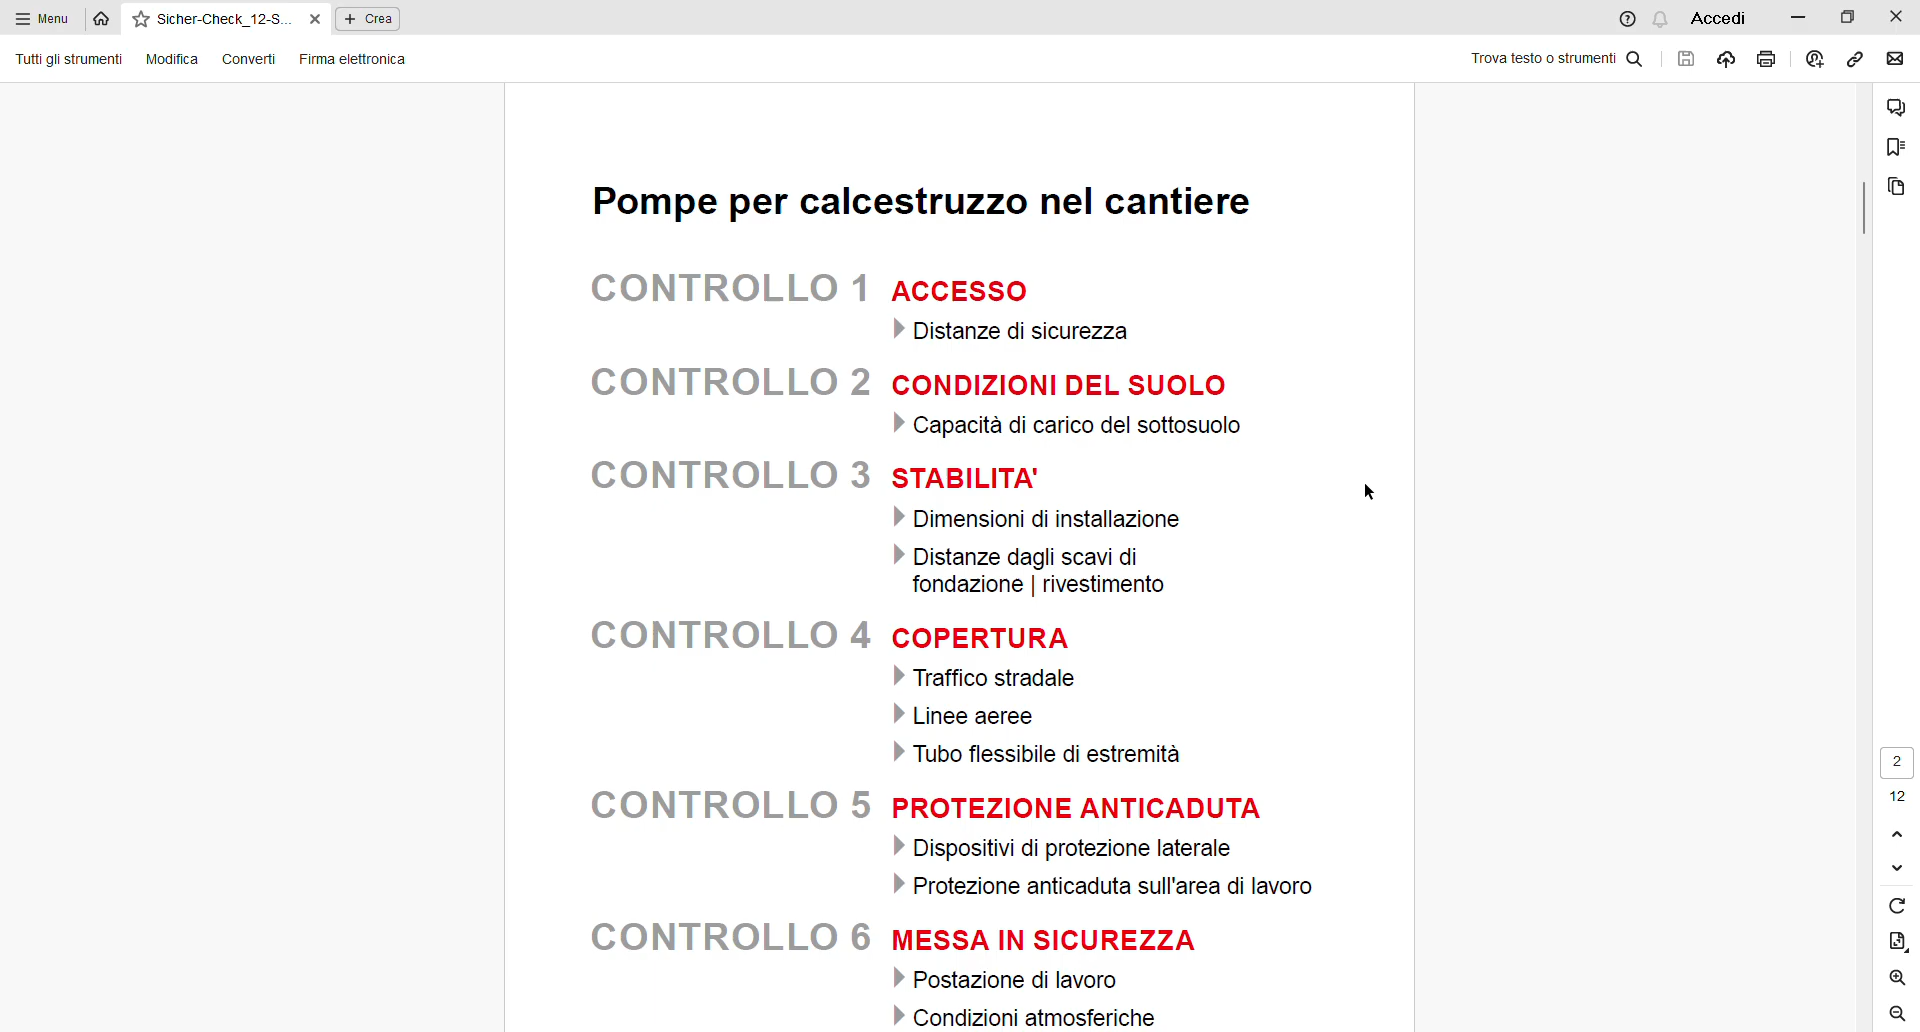 Menu
Sicher-Check_12-S...
Crea
Accedi
Tutti gli strumenti
Modifica
Converti
Firma elettronica
Trova testo o strumenti
Pompe per calcestruzzo nel cantiere
CONTROLLO 1 ACCESSO
Distanze di sicurezza
CONTROLLO 2 CONDIZIONI DEL SUOLO
Capacità di carico del sottosuolo
CONTROLLO 3 STABILITA'
Dimensioni di installazione
Distanze dagli scavi di
fondazione | rivestimento
CONTROLLO 4 COPERTURA
Traffico stradale
Linee aeree
Tubo flessibile di estremità
CONTROLLO 5 PROTEZIONE ANTICADUTA
Dispositivi di protezione laterale
Protezione anticaduta sull'area di lavoro
CONTROLLO 6 MESSA IN SICUREZZA
Postazione di lavoro
Condizioni atmosferiche
2
12